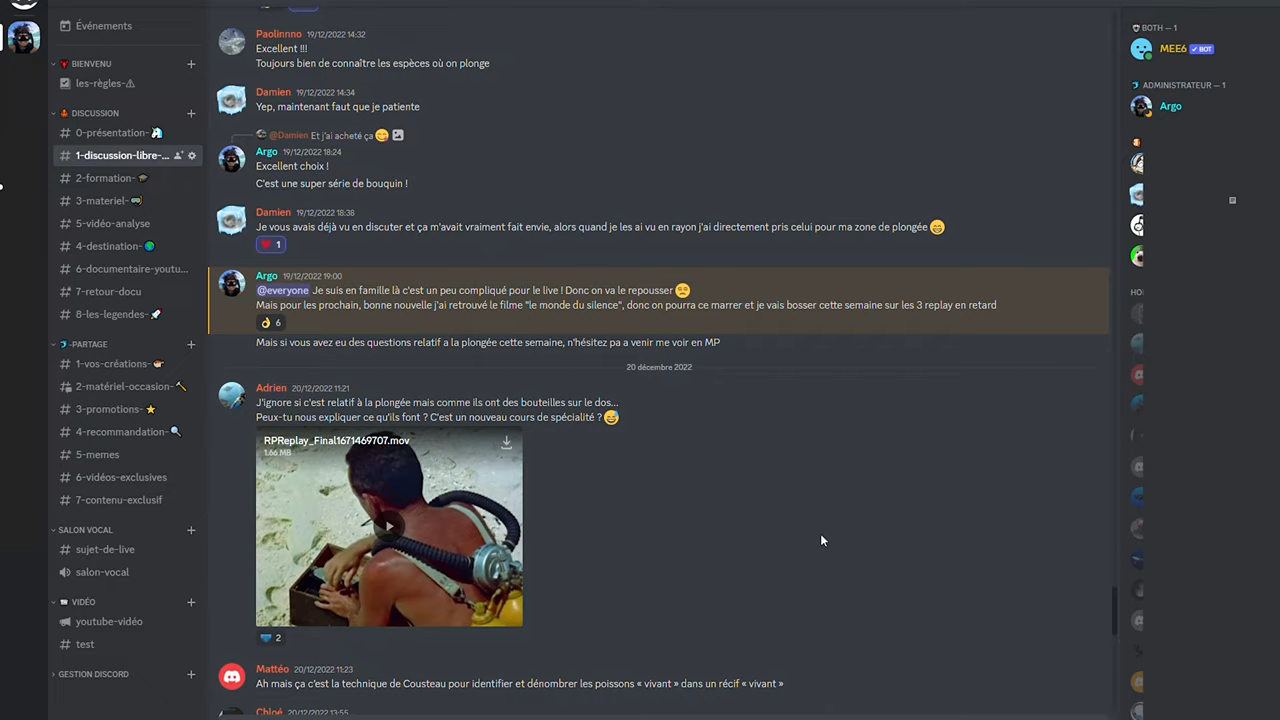 Événements
BIENVENU
les-règles-
DISCUSSION
0-présentation-
1-discussion-libre-...
2-formation-
3-materiel-
5-vidéo-analyse
4-destination-
6-documentaire-youtu...
7-retour-docu
8-les-legendes-
-PARTAGE
1-vos-créations-
2-matériel-occasion-
3-promotions-
4-recommandation-
5-memes
6-vidéos-exclusives
7-contenu-exclusif
SALON VOCAL
sujet-de-live
salon-vocal
VIDÉO
youtube-vidéo
test
GESTION DISCORD
Paolinnno 19/12/2022 14:32
Excellent !!!
Toujours bien de connaître les espèces où on plonge
Damien 19/12/2022 14:34
Yep, maintenant faut que je patiente
@Damien Et j'ai acheté ça
Argo 19/12/2022 18:24
Excellent choix !
C'est une super série de bouquin !
Damien 19/12/2022 18:38
Je vous avais déjà vu en discuter et ça m'avait vraiment fait envie, alors quand je les ai vu en rayon j'ai directement pris celui pour ma zone de plongée
1
Argo 19/12/2022 19:00
@everyone Je suis en famille là c'est un peu compliqué pour le live ! Donc on va le repousser
Mais pour les prochain, bonne nouvelle j'ai retrouvé le filme "le monde du silence", donc on pourra ce marrer et je vais bosser cette semaine sur les 3 replay en retard
6
Mais si vous avez eu des questions relatif a la plongée cette semaine, n'hésitez pa a venir me voir en MP
20 décembre 2022
Adrien 20/12/2022 11:21
J'ignore si c'est relatif à la plongée mais comme ils ont des bouteilles sur le dos...
Peux-tu nous expliquer ce qu'ils font ? C'est un nouveau cours de spécialité ?
RPReplay_Final1671469707.mov
1.66 MB
2
Mattéo 20/12/2022 11:23
Ah mais ça c'est la technique de Cousteau pour identifier et dénombrer les poissons « vivant » dans un récif « vivant »
Chloé 20/12/2022 13:55
BOTH — 1
MEE6 BOT
ADMINISTRATEUR — 1
Argo